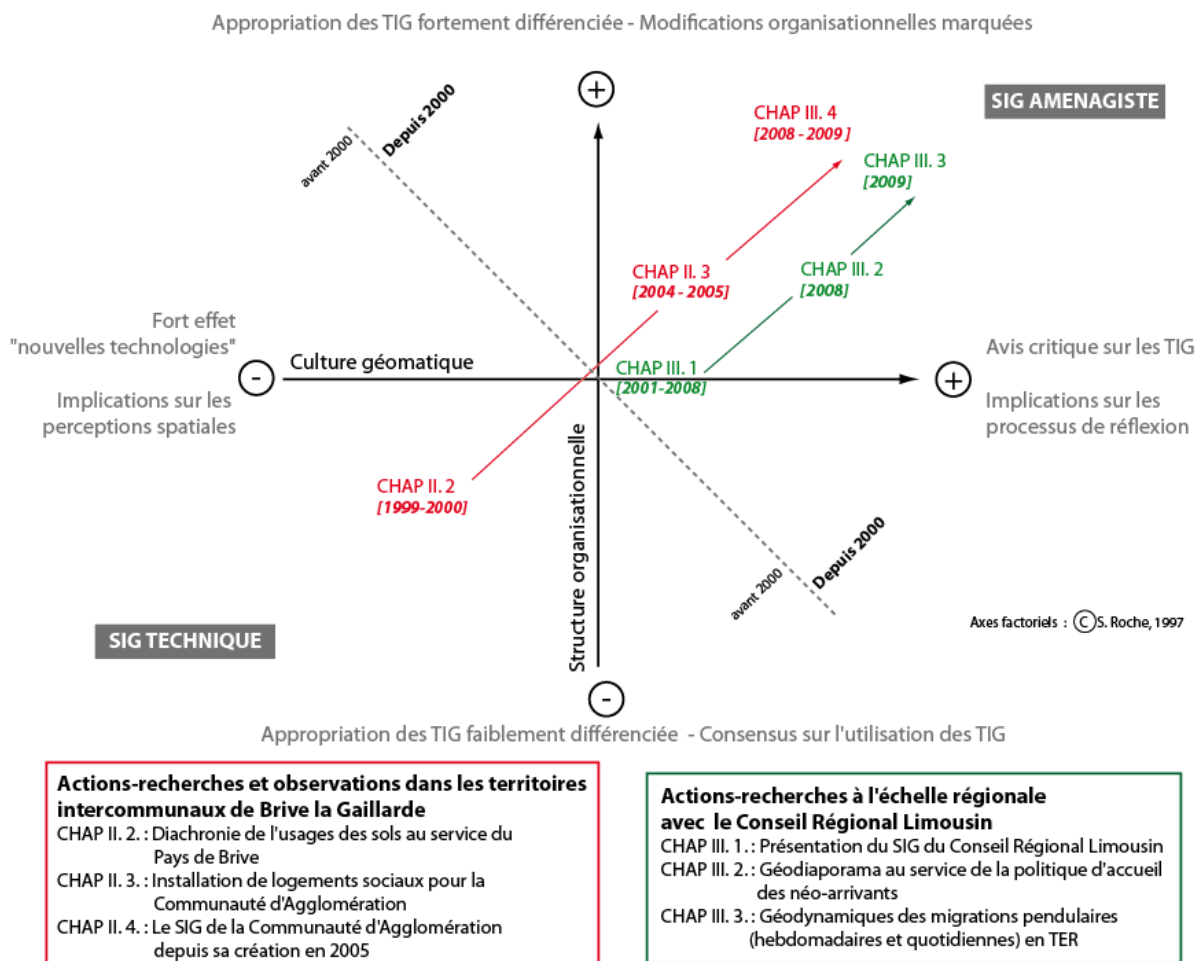 Appropriation des TIG fortement différenciée - Modifications organisationnelles marquées
+
SIG AMENAGISTE
avant 2000
Depuis 2000
CHAP III. 4
[2008 - 2009 ]
CHAP III. 3
[2009]
CHAP II. 3
[2004 - 2005]
CHAP III. 2
[2008]
Fort effet
"nouvelles technologies"
Implications sur les
perceptions spatiales
-
Culture géomatique
CHAP III. 1
[2001-2008]
+
Avis critique sur les TIG
Implications sur les
processus de réflexion
CHAP II. 2
[1999-2000]
Structure organisationnelle
avant 2000
Depuis 2000
Axes factoriels : © S. Roche, 1997
SIG TECHNIQUE
-
Appropriation des TIG faiblement différenciée - Consensus sur l'utilisation des TIG
Actions-recherches et observations dans les territoires
intercommunaux de Brive la Gaillarde
CHAP II. 2. : Diachronie de l'usages des sols au service du
Pays de Brive
CHAP II. 3. : Installation de logements sociaux pour la
Communauté d'Agglomération
CHAP II. 4. : Le SIG de la Communauté d'Agglomération
depuis sa création en 2005
Actions-recherches à l'échelle régionale
avec le Conseil Régional Limousin
CHAP III. 1. : Présentation du SIG du Conseil Régional Limousin
CHAP III. 2. : Géodiaporama au service de la politique d'accueil
des néo-arrivants
CHAP III. 3. : Géodynamiques des migrations pendulaires
(hebdomadaires et quotidiennes) en TER